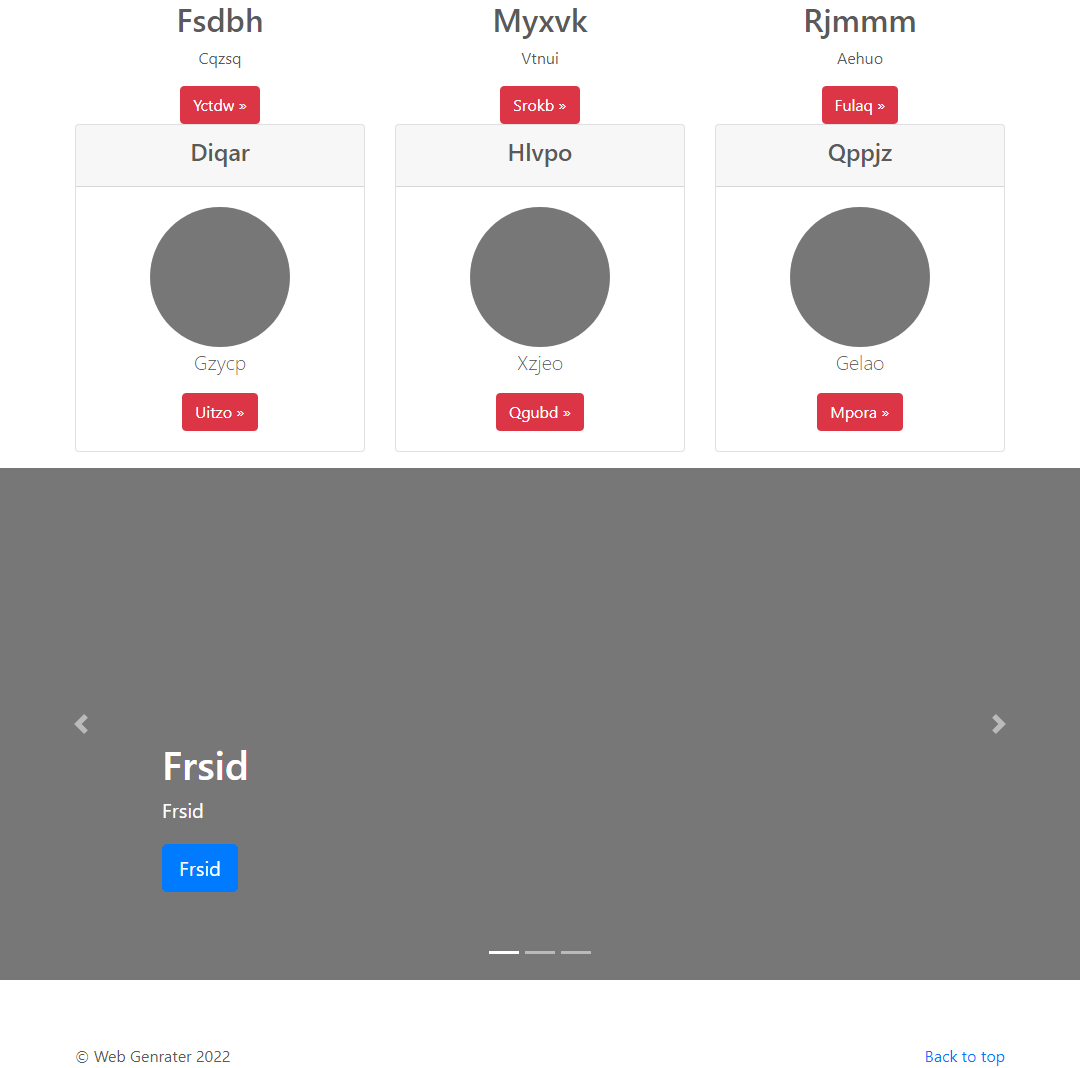 Fsdbh
Cqzsq
Yctdw »
Myxvk
Vtnui
Srokb »
Rjmmm
Aehuo
Fulaq »
Diqar
Gzycp
Uitzo »
Hlvpo
Xzjeo
Qgubd »
Qppjz
Gelao
Mpora »
Frsid
Frsid
Frsid
© Web Genrater 2022
Back to top